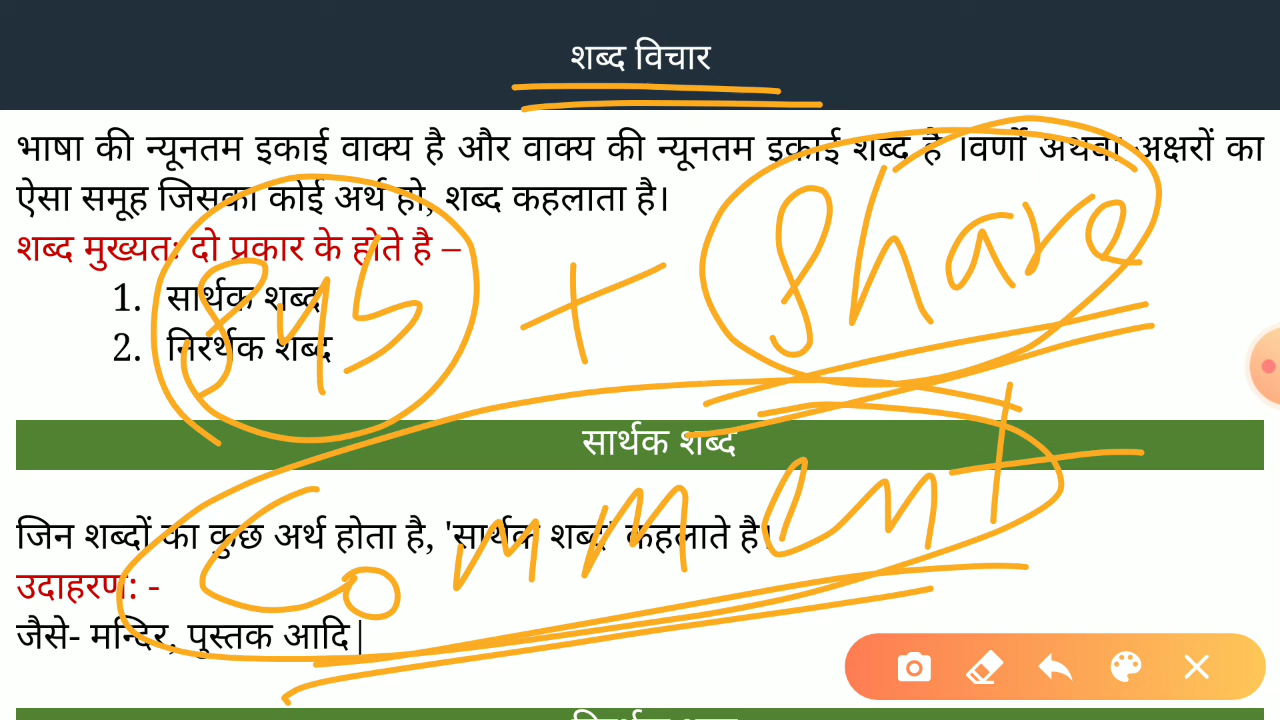 शब्द विचार
भाषा की न्यूनतम इकाई वाक्य है और वाक्य की न्यूनतम इकाई शब्द है ।वर्णों अथवा अक्षरों का
ऐसा समूह जिसका कोई अर्थ हो, शब्द कहलाता है।
शब्द मुख्यतः दो प्रकार के होते है –
1. सार्थक शब्द
2. निरर्थक शब्द
+ Share
सार्थक शब्द
Comment
जिन शब्दों का कुछ अर्थ होता है, 'सार्थक शब्द' कहलाते है।
उदाहरण: -
जैसे- मन्दिर, पुस्तक आदि|